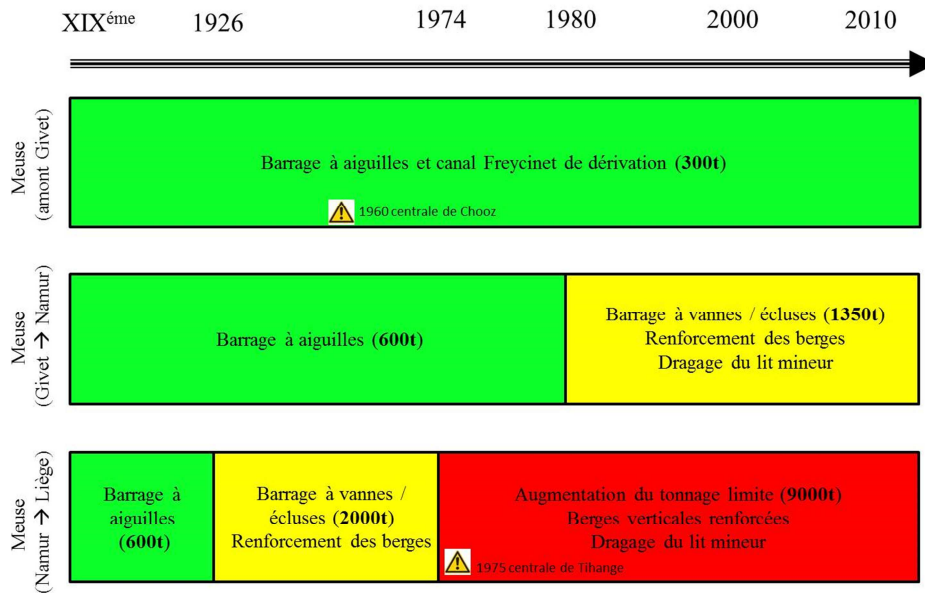 XIXéme 1926 1974 1980 2000 2010
Meuse
(amont Givet)
Barrage à aiguilles et canal Freycinet de dérivation (300t)
1960 centrale de Chooz
Meuse
(Givet → Namur)
Barrage à aiguilles (600t)
Barrage à vannes / écluses (1350t)
Renforcement des berges
Dragage du lit mineur
Meuse
(Namur → Liège)
Barrage à
aiguilles
(600t)
Barrage à vannes /
écluses (2000t)
Renforcement des berges
Augmentation du tonnage limite (9000t)
Berges verticales renforcées
Dragage du lit mineur
1975 centrale de Tihange